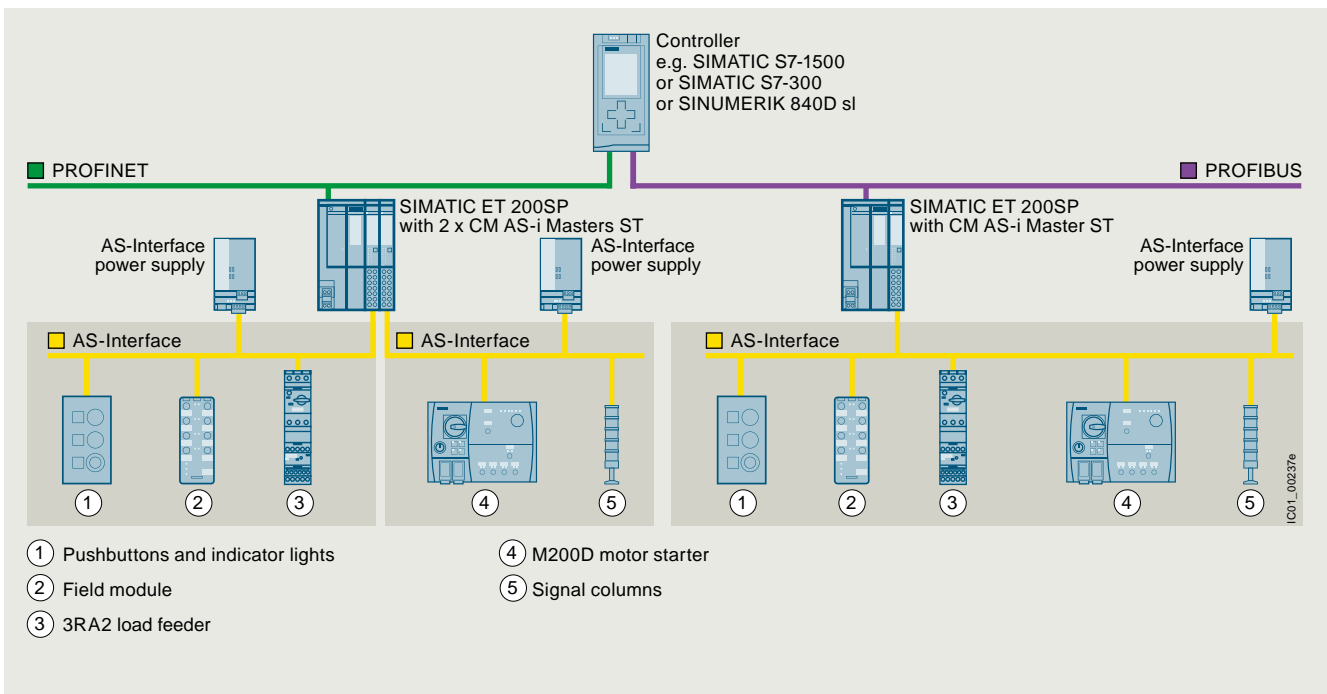 Controller
e.g. SIMATIC S7-1500
or SIMATIC S7-300
or SINUMERIK 840D sl
PROFINET
PROFIBUS
SIMATIC ET 200SP
with 2 x CM AS-i Masters ST
SIMATIC ET 200SP
with CM AS-i Master ST
AS-Interface
power supply
AS-Interface
power supply
AS-Interface
power supply
AS-Interface
AS-Interface
AS-Interface
1
2
3
4
5
1
2
3
4
5
IC01_00237e
1 Pushbuttons and indicator lights
2 Field module
3 3RA2 load feeder
4 M200D motor starter
5 Signal columns